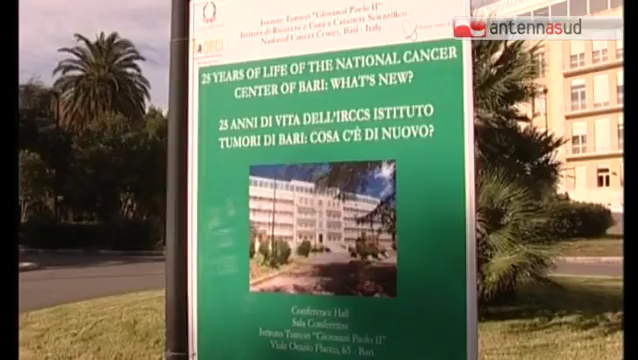 antennasud
Istituto Tumori "Giovanni Paolo II"
Istituto di Ricovero e Cura a Carattere Scientifico
National Cancer Center, Bari - Italy
OECI
25 YEARS OF LIFE OF THE NATIONAL CANCER
CENTER OF BARI: WHAT'S NEW?
25 ANNI DI VITA DELL'IRCCS ISTITUTO
TUMORI DI BARI: COSA C'È DI NUOVO?
Conference Hall
Sala Conferenze
Istituto Tumori "Giovanni Paolo II"
Viale Orazio Flacco, 65 - Bari